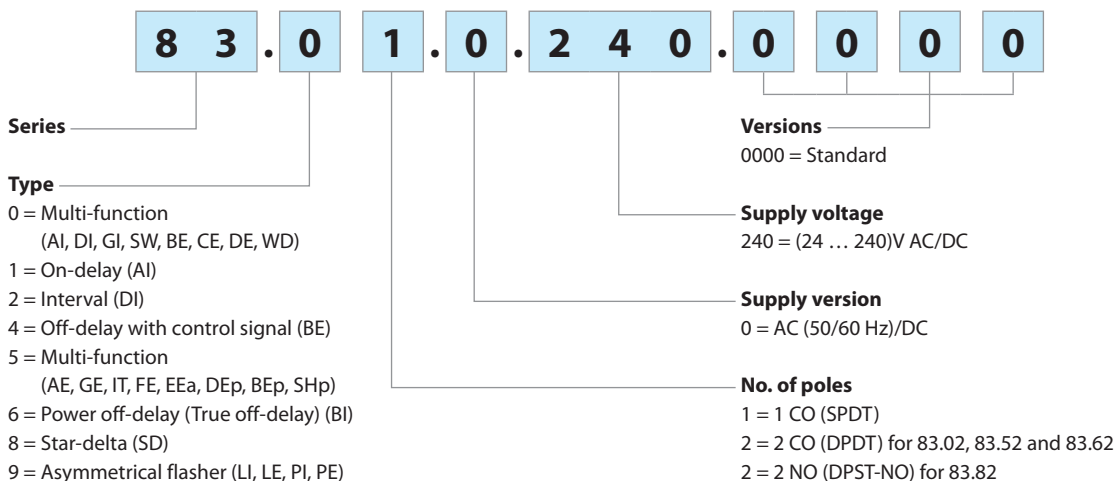 8 3 . 0 1 . 0 . 2 4 0 . 0 0 0 0
Series
Type
0 = Multi-function
(AI, DI, GI, SW, BE, CE, DE, WD)
1 = On-delay (AI)
2 = Interval (DI)
4 = Off-delay with control signal (BE)
5 = Multi-function
(AE, GE, IT, FE, EEa, DEp, BEp, SHp)
6 = Power off-delay (True off-delay) (BI)
8 = Star-delta (SD)
9 = Asymmetrical flasher (LI, LE, PI, PE)
Versions
0000 = Standard
Supply voltage
240 = (24 … 240)V AC/DC
Supply version
0 = AC (50/60 Hz)/DC
No. of poles
1 = 1 CO (SPDT)
2 = 2 CO (DPDT) for 83.02, 83.52 and 83.62
2 = 2 NO (DPST-NO) for 83.82